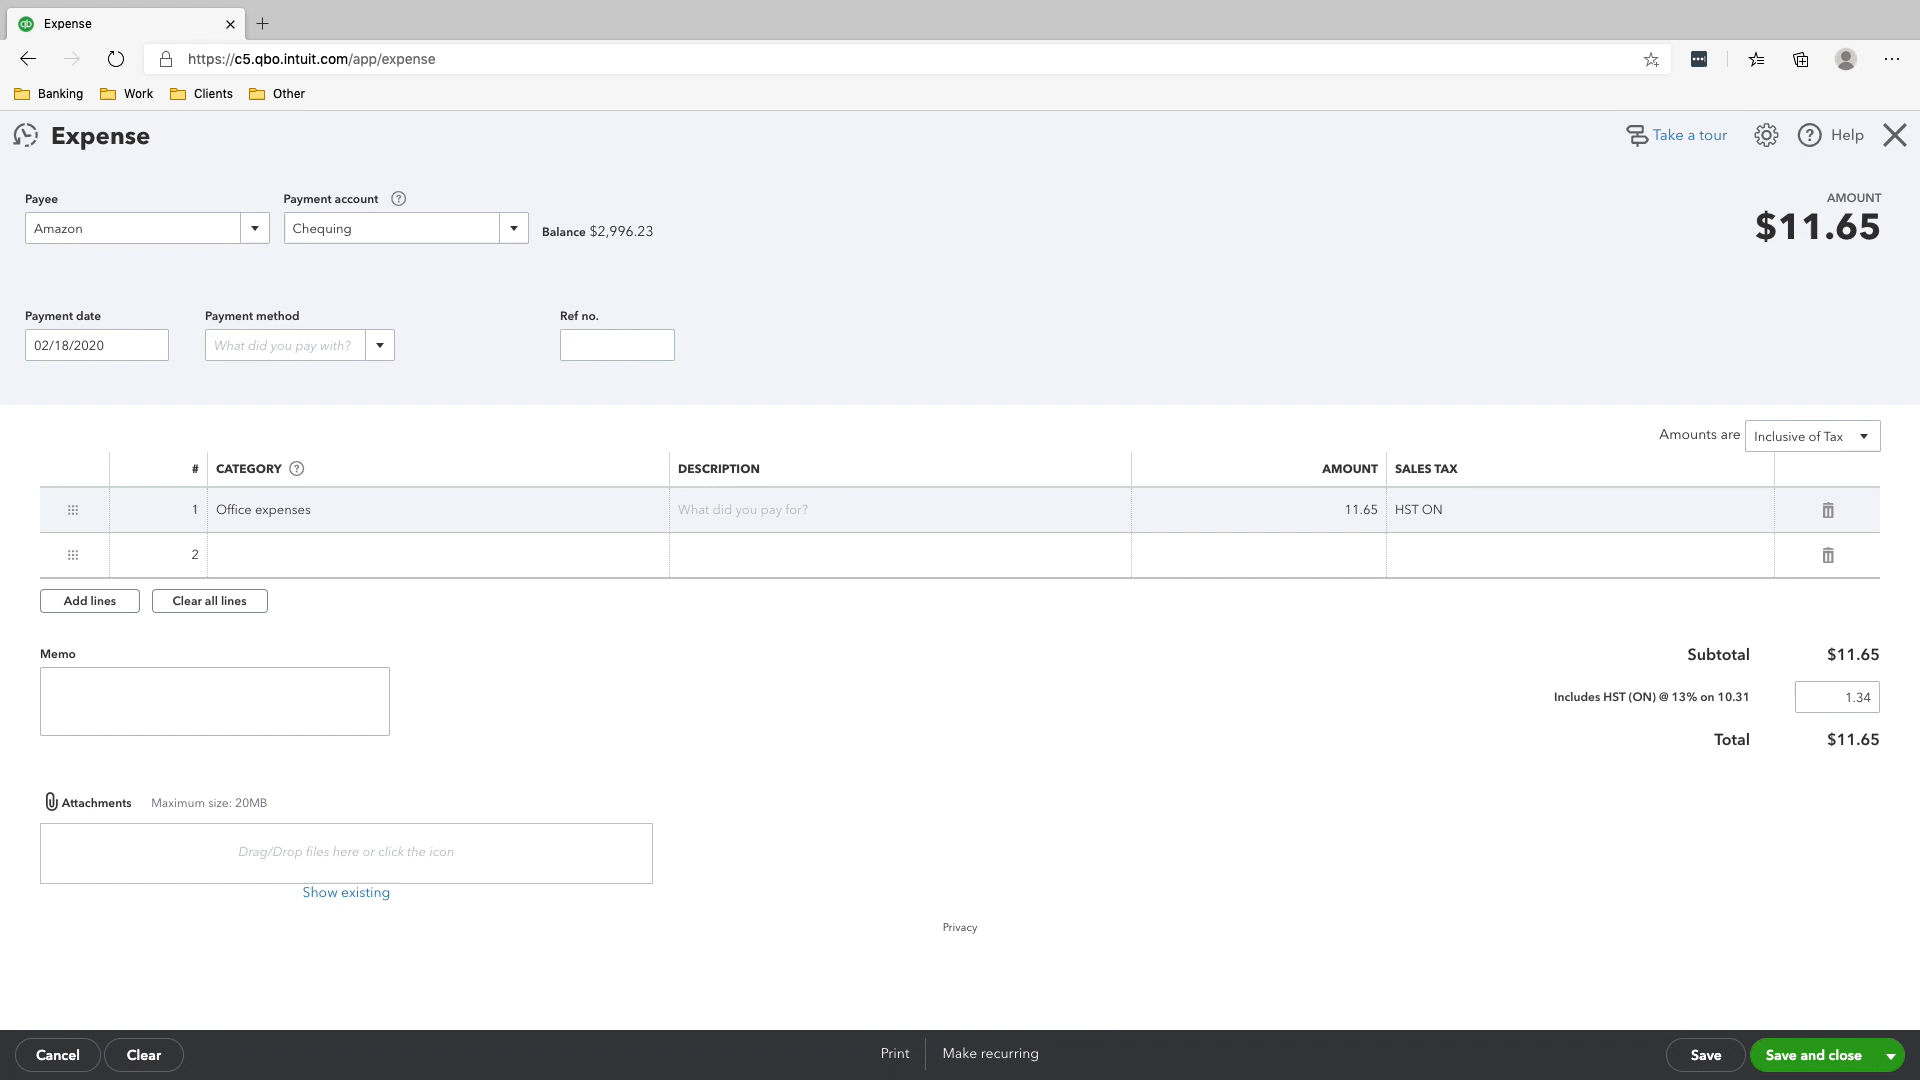 Expense
https://c5.qbo.intuit.com/app/expense
Banking Work Clients Other
Expense
Take a tour Help
Payee Payment account AMOUNT
Amazon Chequing Balance $2,996.23 $11.65
Payment date Payment method Ref no.
02/18/2020 What did you pay with?
Amounts are Inclusive of Tax
# CATEGORY DESCRIPTION AMOUNT SALES TAX
1 Office expenses What did you pay for? 11.65 HST ON
2
Add lines Clear all lines
Memo Subtotal $11.65
Includes HST (ON) @ 13% on 10.31 1.34
Total $11.65
Attachments Maximum size: 20MB
Drag/Drop files here or click the icon
Show existing
Privacy
Cancel Clear Print Make recurring Save Save and close